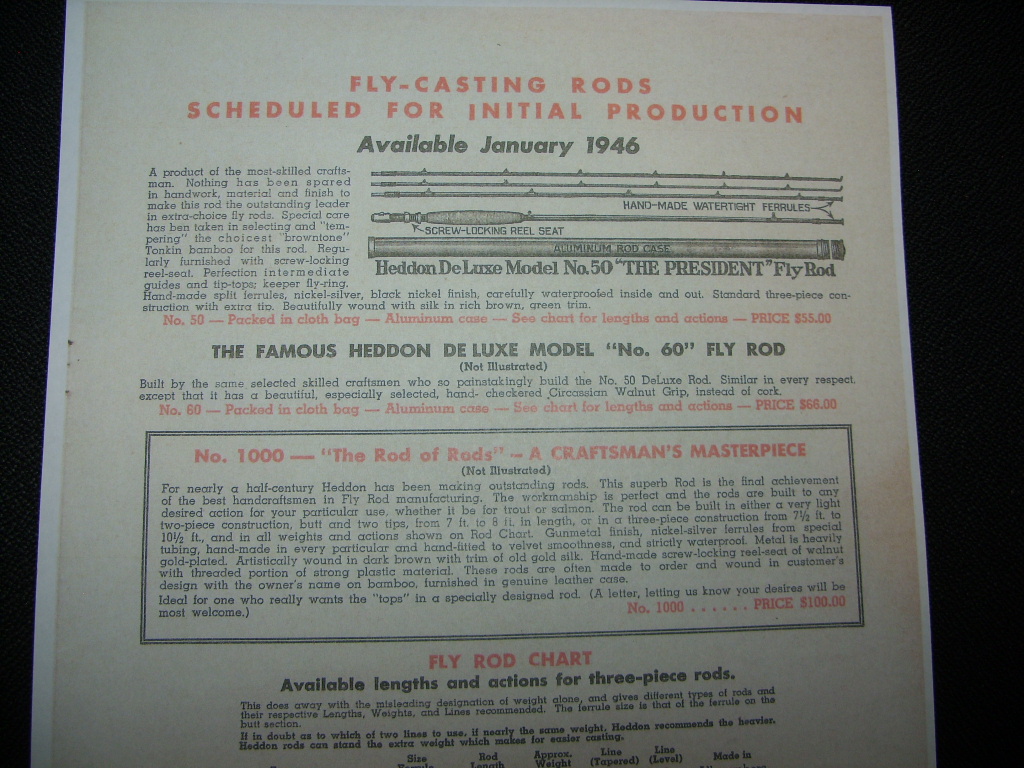 FLY-CASTING RODS
SCHEDULED FOR INITIAL PRODUCTION
Available January 1946
A product of the most-skilled crafts-
man. Nothing has been spared
in handwork, material and finish to
make this rod the outstanding leader
in extra-choice fly rods. Special care
has ben taken in selecting and "tem-
pering" the choicest "browntone"
Tonkin bamboo for this rod. Regu-
larly furnished with screw-locking
reel-seat. Perfection intermediate
guides and tip-tops; keeper fly-ring.
HAND-MADE WATERTIGHT FERRULES
SCREW-LOCKING REEL SEAT
ALUMINUM ROD CASE
Heddon De Luxe Model No. 50 "THE PRESIDENT" Fly Rod
Hand-made split ferrules, nickel-silver, black nickel finish, carefully waterproofed inside and out. Standard three-piece con-
struction with extra tip. Beautifully wound with silk in rich brown, green trim.
No. 50 — Packed in cloth bag — Aluminum case — See chart for lengths and actions — PRICE $55.00
THE FAMOUS HEDDON DE LUXE MODEL "No. 60" FLY ROD
(Not Illustrated)
Built by the same selected skilled craftsmen who so painstakingly build the No. 50 DeLuxe Rod. Similar in every respect,
except that it has a beautiful, especially selected, hand- checkered Circassian Walnut Grip, instead of cork.
No. 60 — Packed in cloth bag — Aluminum case — See chart for lengths and actions — PRICE $66.00
No. 1000 — "The Rod of Rods" – A CRAFTSMAN'S MASTERPIECE
(Not Illustrated)
For nearly a half-century Heddon has been making outstanding rods. This superb Rod is the final achievement
of the best handcraftsmen in Fly Rod manufacturing. The workmanship is perfect and the rods are built to any
desired action for your particular use, whether it be for trout or salmon. The rod can be built in either a very light
two-piece construction, butt and two tips, from 7 ft. to 8 ft. in length, or in a three-piece construction from 7½ ft. to
10½ ft., and in all weights and actions shown on Rod Chart. Gunmetal finish, nickel-silver ferrules from special
tubing, hand-made in every particular and hand-fitted to velvet smoothness, and strictly waterproof. Metal is heavily
gold-plated. Artistically wound in dark brown with trim of old gold silk. Hand-made screw-locking reel-seat of walnut
with threaded portion of strong plastic material. These rods are often made to order and wound in customer's
design with the owner's name on bamboo, furnished in genuine leather case.
Ideal for one who really wants the "tops" in a specially designed rod. (A letter, letting us know your desires will be
most welcome.)
No. 1000 . . . . . . PRICE $100.00
FLY ROD CHART
Available lengths and actions for three-piece rods.
This does away with the misleading designation of weight alone, and gives different types of rods and
their respective Lengths, Weights, and Lines recommended. The ferrule size is that of the ferrule on the
butt section.
If in doubt as to which of two lines to use, if nearly the same weight, Heddon recommends the heavier.
Heddon rods can stand the extra weight which makes for easier casting.
Size Rod Approx. Line Line Made in
Length Weight (Tapered) (Level)